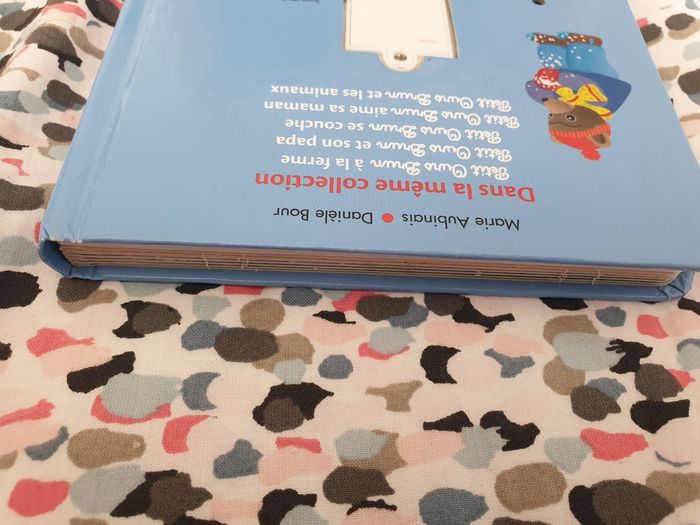 Marie Aubinais • Danièle Bour
Dans la même collection
Petit Ours Brun à la ferme
Petit Ours Brun et son papa
Petit Ours Brun se couche
Petit Ours Brun aime sa maman
Petit Ours Brun et les animaux